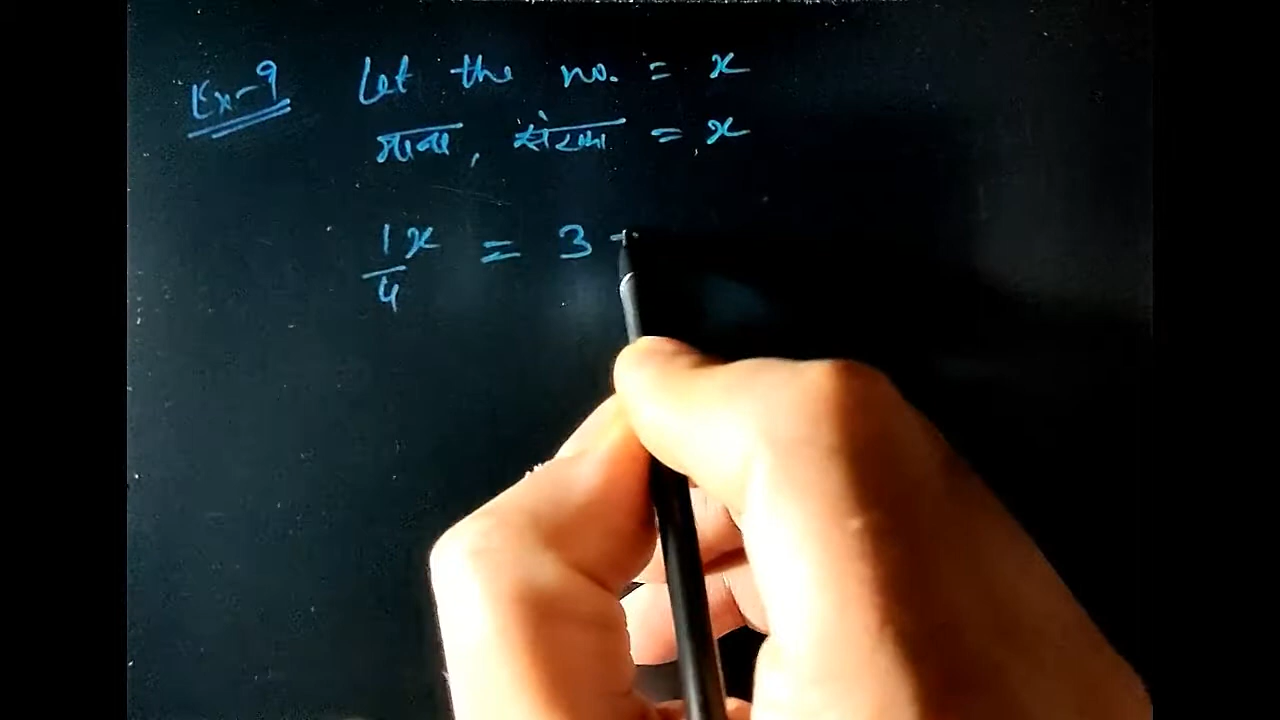 Ex-9 Let the no. = x
माना, संख्या = x
1/4 x = 3 +